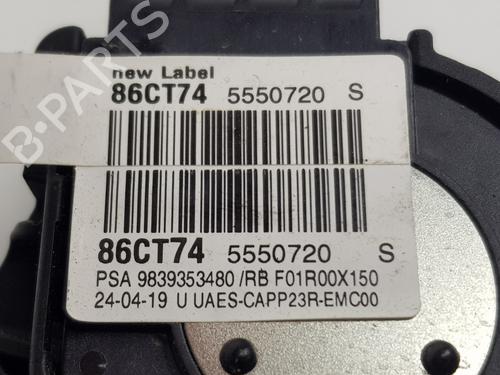 new Label
86CT74 5550720 S
86CT74 5550720 S
PSA 9839353480 /RB F01R00X150
24-04-19 U UAES-CAPP23R-EMC00
B-PARTS